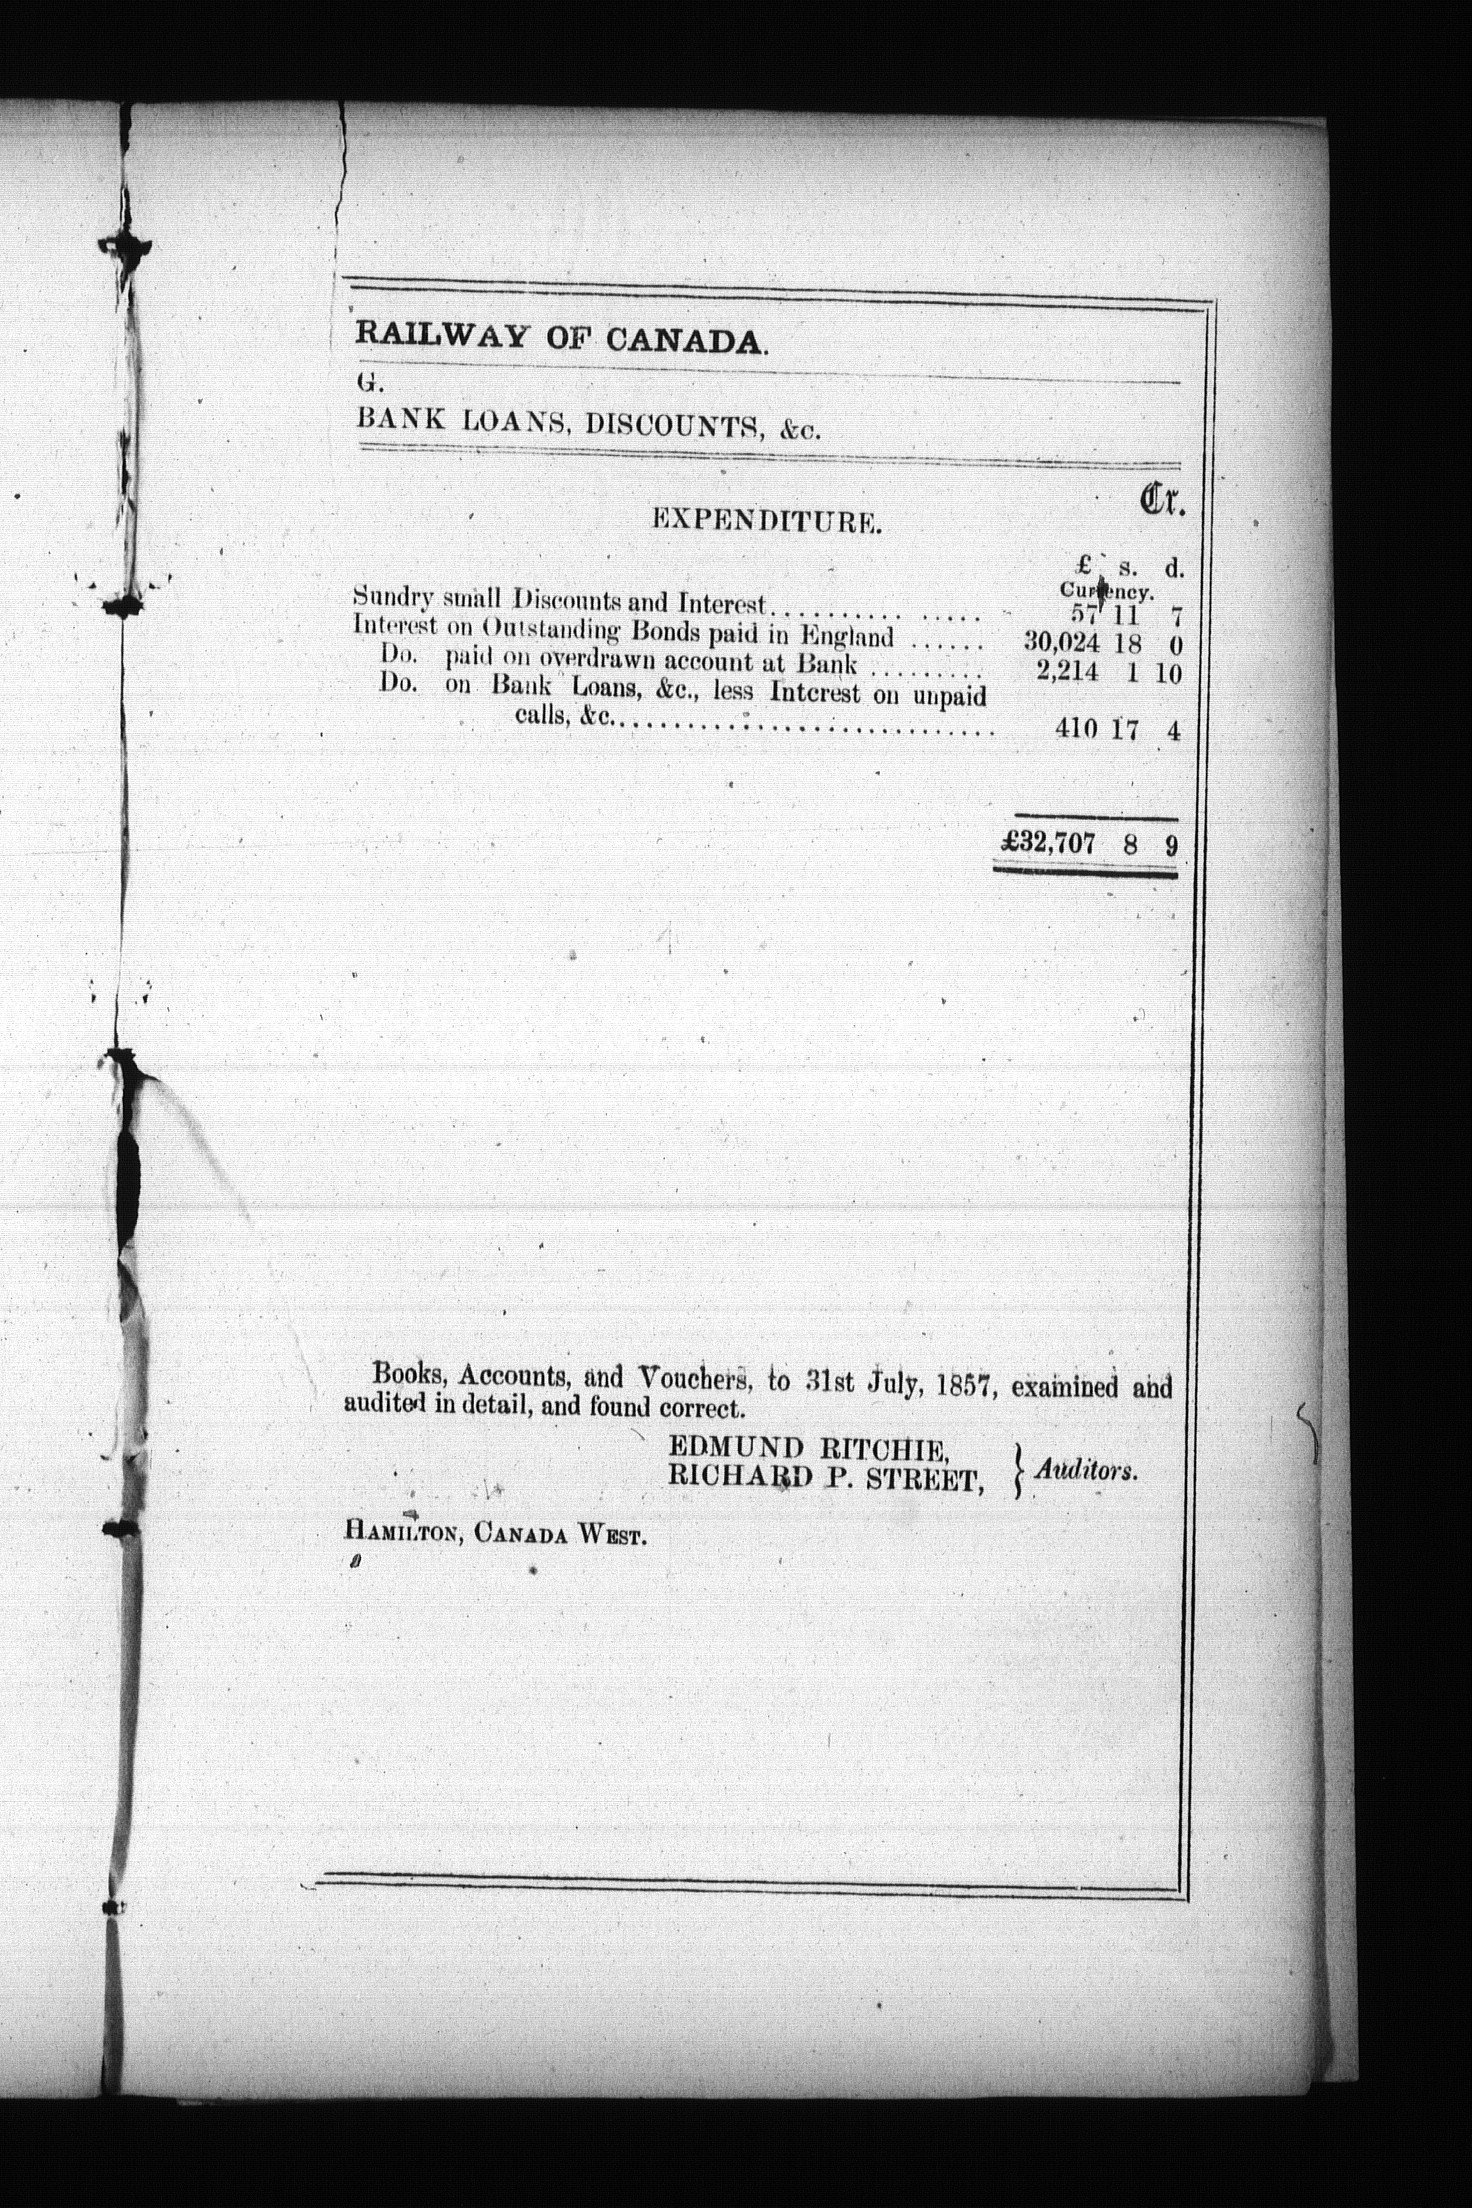 RAILWAY OF CANADA.
G.
BANK LOANS, DISCOUNTS, &c.
Cr.
EXPENDITURE.
£ s. d.
Currency.
Sundry small Discounts and Interest............... 57 11 7
Interest on Outstanding Bonds paid in England ...... 30,024 18 0
Do. paid on overdrawn account at Bank ......... 2,214 1 10
Do. on Bank Loans, &c., less Interest on unpaid
calls, &c............................. 410 17 4
£32,707 8 9
Books, Accounts, and Vouchers, to 31st July, 1857, examined and
audited in detail, and found correct.
EDMUND RITCHIE,
RICHARD P. STREET, } Auditors.
HAMILTON, CANADA WEST.